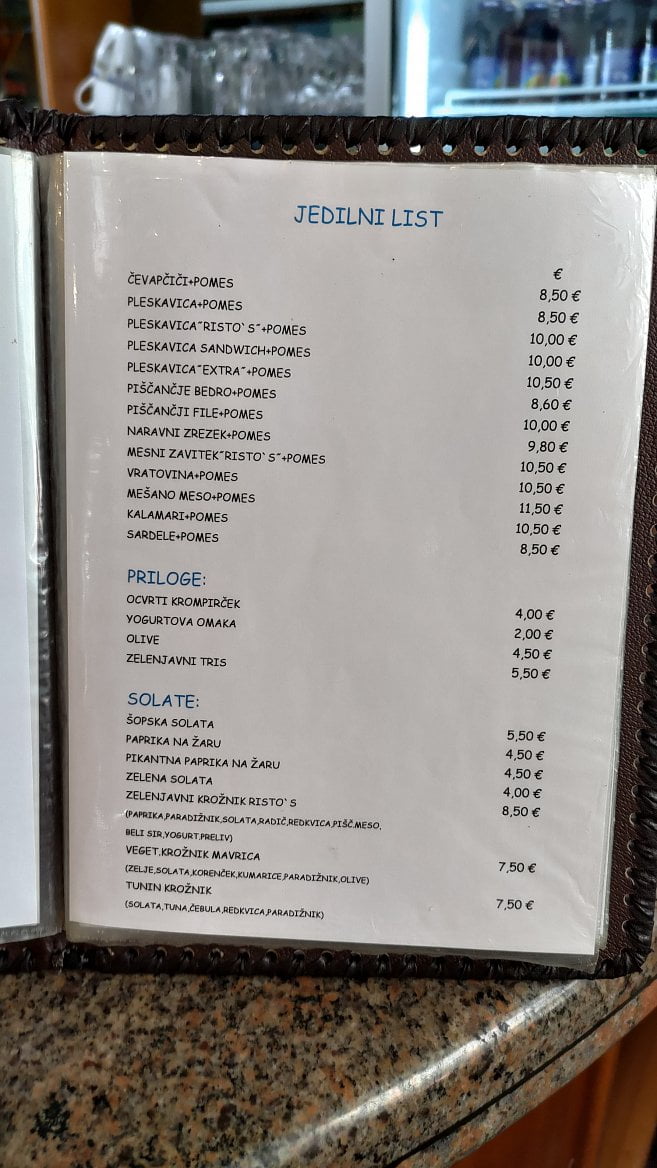 JEDILNI LIST
€
ČEVAPČIČI+POMES 8,50 €
PLESKAVICA+POMES 8,50 €
PLESKAVICA˝RISTO`S˝+POMES 10,00 €
PLESKAVICA SANDWICH+POMES 10,00 €
PLESKAVICA˝EXTRA˝+POMES 10,50 €
PIŠČANČJE BEDRO+POMES 8,60 €
PIŠČANČJI FILE+POMES 10,00 €
NARAVNI ZREZEK+POMES 9,80 €
MESNI ZAVITEK˝RISTO`S˝+POMES 10,50 €
VRATOVINA+POMES 10,50 €
MEŠANO MESO+POMES 11,50 €
KALAMARI+POMES 10,50 €
SARDELE+POMES 8,50 €
PRILOGE:
OCVRTI KROMPIRČEK 4,00 €
YOGURTOVA OMAKA 2,00 €
OLIVE 4,50 €
ZELENJAVNI TRIS 5,50 €
SOLATE:
ŠOPSKA SOLATA 5,50 €
PAPRIKA NA ŽARU 4,50 €
PIKANTNA PAPRIKA NA ŽARU 4,50 €
ZELENA SOLATA 4,00 €
ZELENJAVNI KROŽNIK RISTO`S 8,50 €
(PAPRIKA,PARADIŽNIK,SOLATA,RADIČ,REDKVICA,PIŠČ.MESO,
BELI SIR,YOGURT,PRELIV)
VEGET.KROŽNIK MAVRICA 7,50 €
(ZELJE,SOLATA,KORENČEK,KUMARICE,PARADIŽNIK,OLIVE)
TUNIN KROŽNIK 7,50 €
(SOLATA,TUNA,ČEBULA,REDKVICA,PARADIŽNIK)